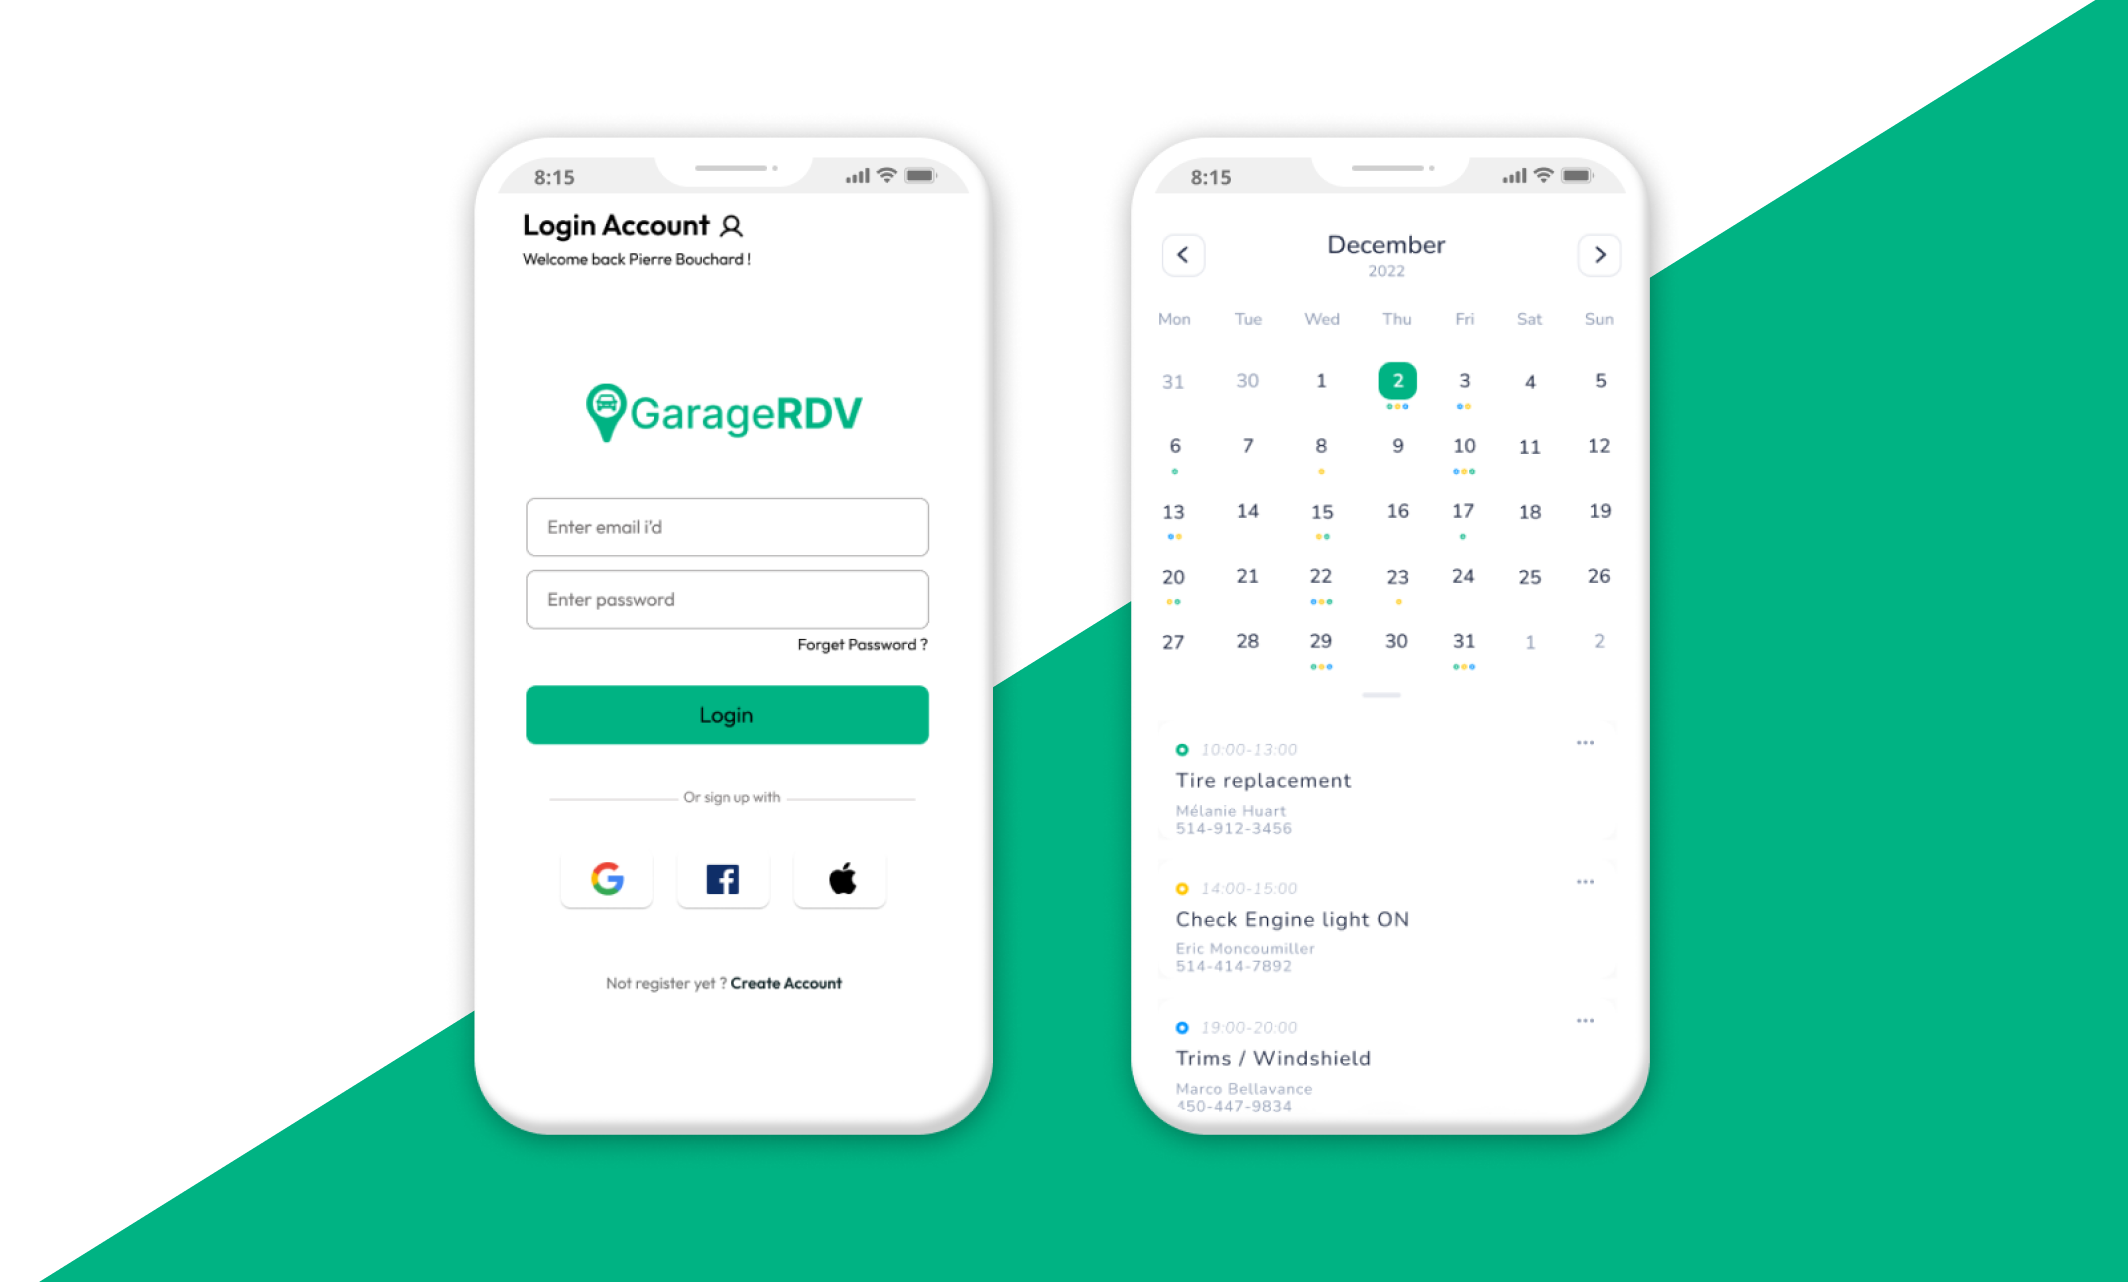 8:15
Login Account
Welcome back Pierre Bouchard !
GarageRDV
Enter email i'd
Enter password
Forget Password ?
Login
Or sign up with
Not register yet ? Create Account
8:15
December
2022
Mon Tue Wed Thu Fri Sat Sun
31 30 1 2 3 4 5
6 7 8 9 10 11 12
13 14 15 16 17 18 19
20 21 22 23 24 25 26
27 28 29 30 31 1 2
10:00-13:00
Tire replacement
Mélanie Huart
514-912-3456
14:00-15:00
Check Engine light ON
Eric Moncoumiller
514-414-7892
19:00-20:00
Trims / Windshield
Marco Bellavance
450-447-9834